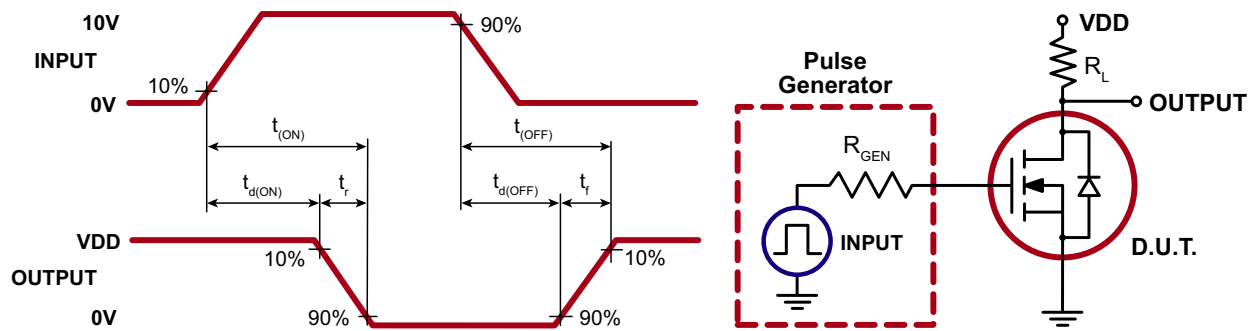 10V
INPUT
0V
10%
90%
t(ON)
t(OFF)
td(ON)
tr
td(OFF)
tf
VDD
OUTPUT
0V
10%
90%
90%
10%
Pulse
Generator
RGEN
INPUT
VDD
RL
OUTPUT
D.U.T.